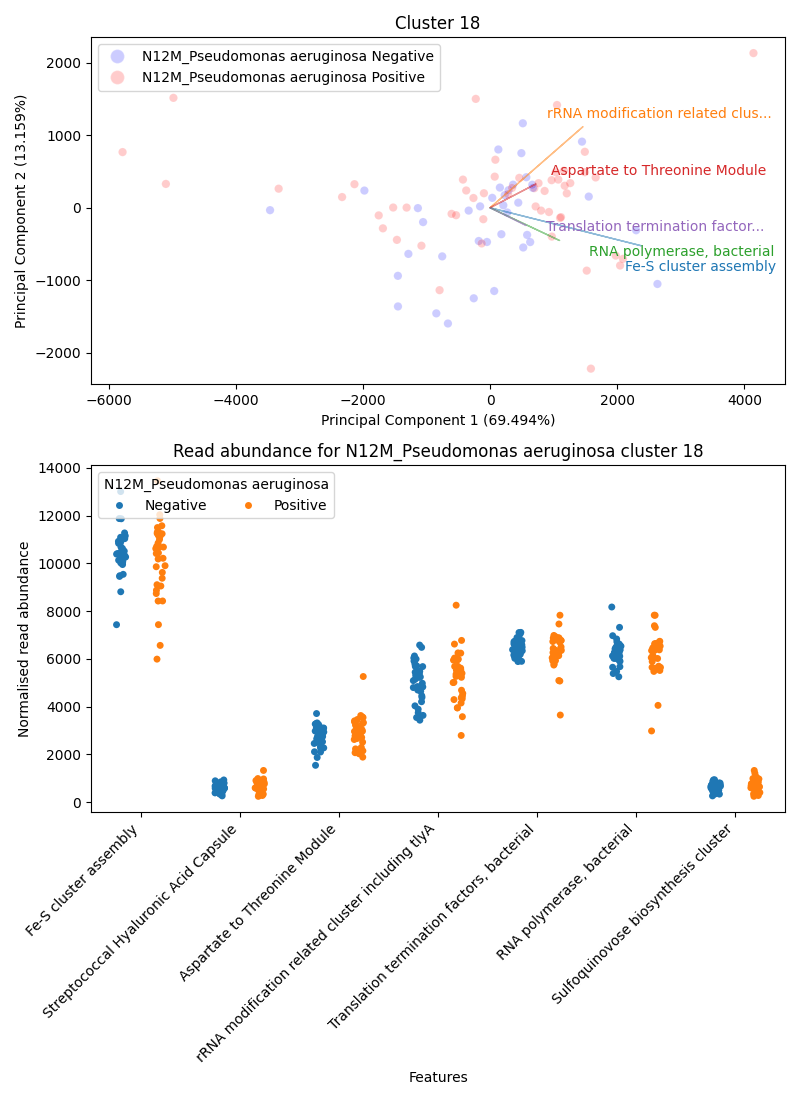 Cluster 18
N12M_Pseudomonas aeruginosa Negative
N12M_Pseudomonas aeruginosa Positive
rRNA modification related clus...
Aspartate to Threonine Module
Translation termination factor...
RNA polymerase, bacterial
Fe-S cluster assembly
2000
1000
0
−1000
−2000
Principal Component 2 (13.159%)
−6000 −4000 −2000 0 2000 4000
Principal Component 1 (69.494%)
Read abundance for N12M_Pseudomonas aeruginosa cluster 18
N12M_Pseudomonas aeruginosa
Negative Positive
14000
12000
10000
8000
6000
4000
2000
0
Normalised read abundance
Fe-S cluster assembly
Streptococcal Hyaluronic Acid Capsule
Aspartate to Threonine Module
rRNA modification related cluster including tlyA
Translation termination factors, bacterial
RNA polymerase, bacterial
Sulfoquinovose biosynthesis cluster
Features